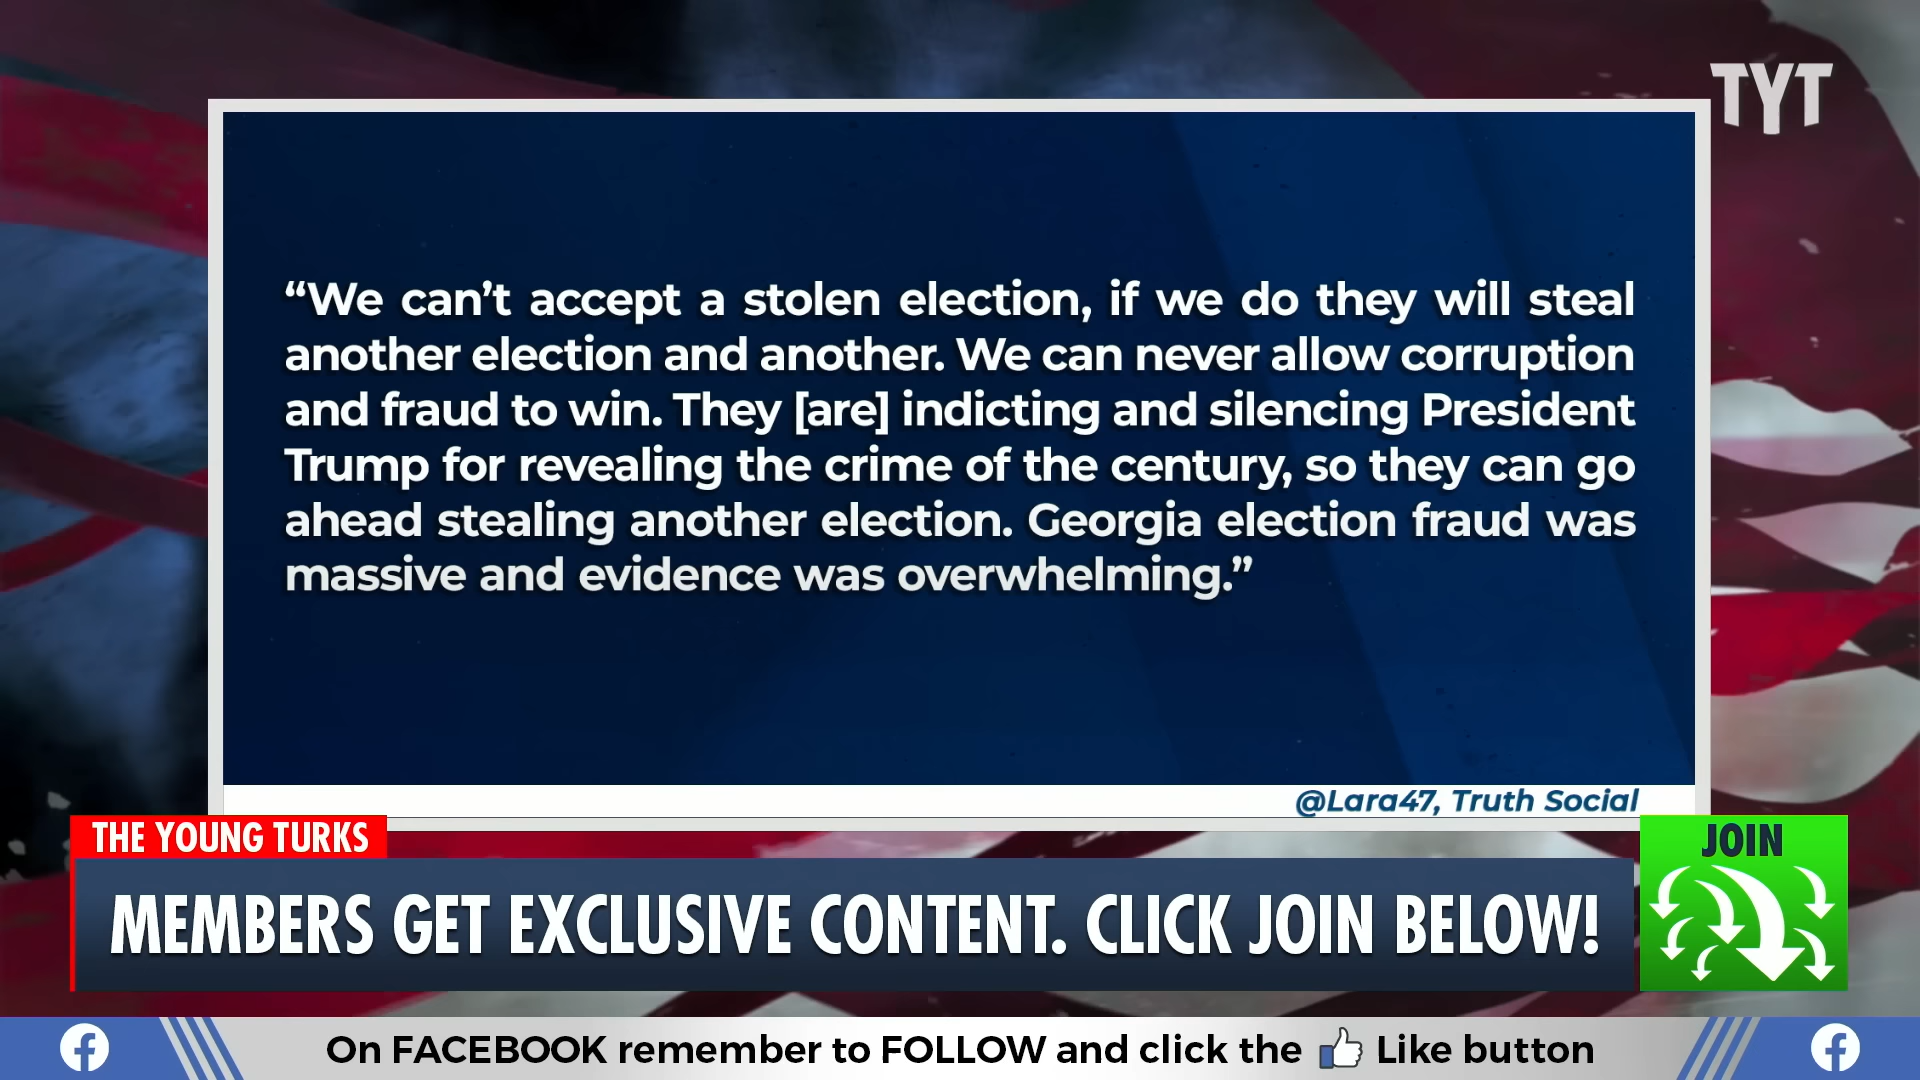 TYT
“We can’t accept a stolen election, if we do they will steal
another election and another. We can never allow corruption
and fraud to win. They [are] indicting and silencing President
Trump for revealing the crime of the century, so they can go
ahead stealing another election. Georgia election fraud was
massive and evidence was overwhelming.”
@Lara47, Truth Social
THE YOUNG TURKS
JOIN
MEMBERS GET EXCLUSIVE CONTENT. CLICK JOIN BELOW!
On FACEBOOK remember to FOLLOW and click the Like button